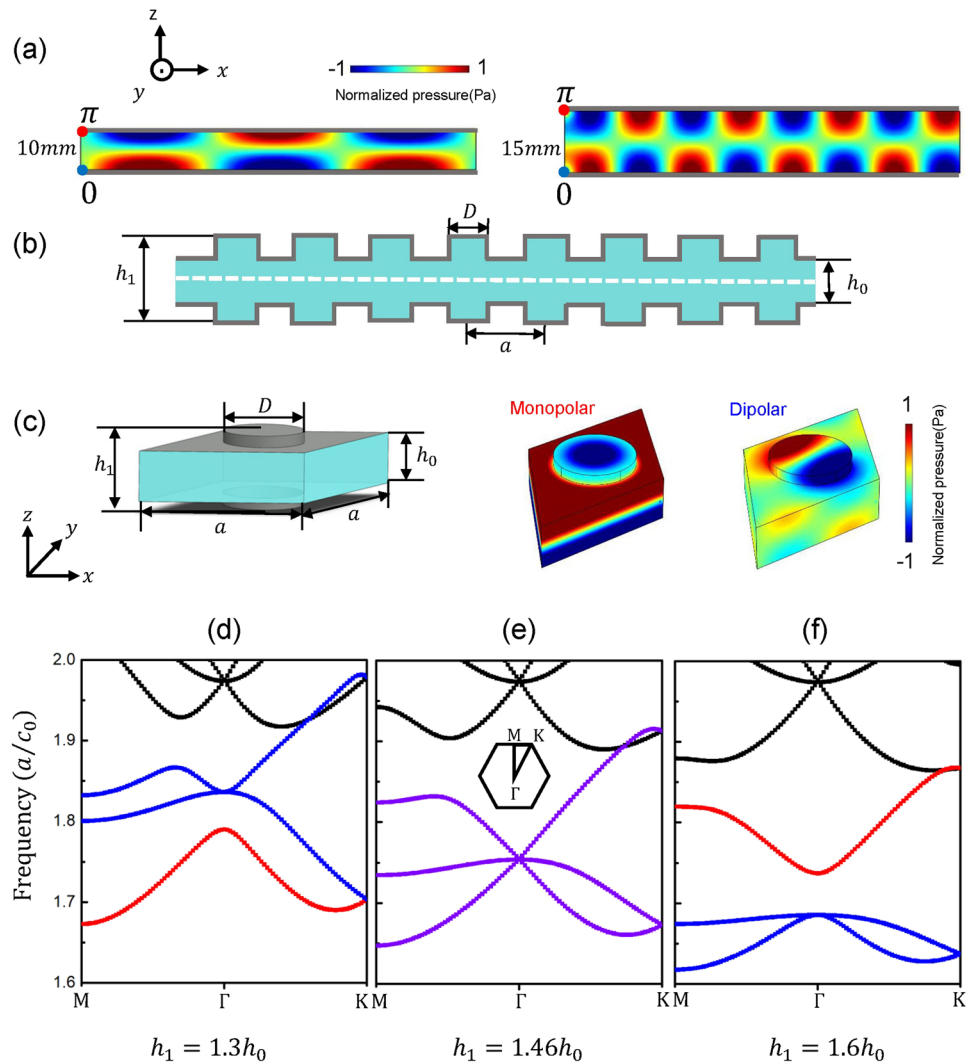 (a)
z
x
y
-1 1
Normalized pressure(Pa)
π
10mm
0
π
15mm
0
(b)
D
h₁
h₀
a
(c)
D
h₁
h₀
a
a
z
y
x
Monopolar
Dipolar
1
Normalized pressure(Pa)
-1
(d)
(e)
(f)
Frequency (a/c₀)
2.0
1.9
1.8
1.7
1.6
M K
Γ
M Γ K
M Γ K
M Γ K
h₁ = 1.3h₀
h₁ = 1.46h₀
h₁ = 1.6h₀